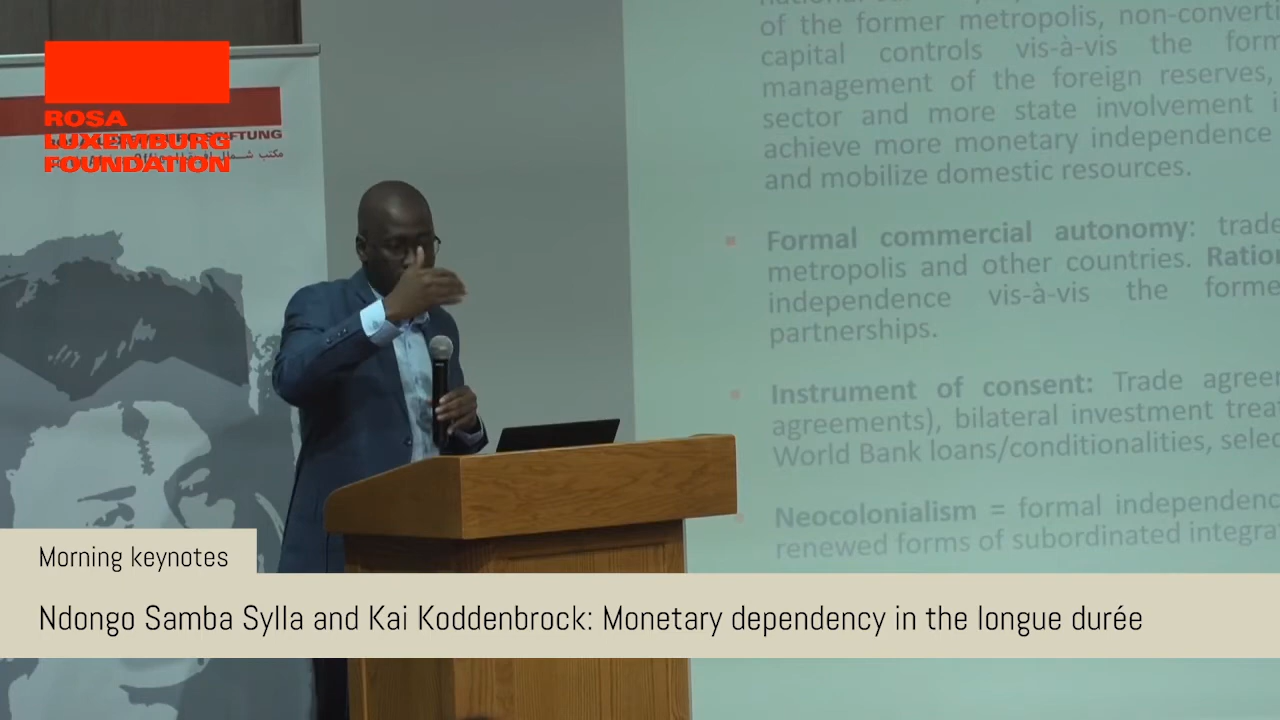 ROSA
LUXEMBURG
FOUNDATION
STIFTUNG
of the former metropolis, non-converti
capital controls vis-à-vis the form
management of the foreign reserves,
sector and more state involvement i
achieve more monetary independence
and mobilize domestic resources.
Formal commercial autonomy: trade
metropolis and other countries. Ration
independence vis-à-vis the forme
partnerships.
Instrument of consent: Trade agreer
agreements), bilateral investment treat
World Bank loans/conditionalities, selec
Neocolonialism = formal independenc
renewed forms of subordinated integra
Morning keynotes
Ndongo Samba Sylla and Kai Koddenbrock: Monetary dependency in the longue durée